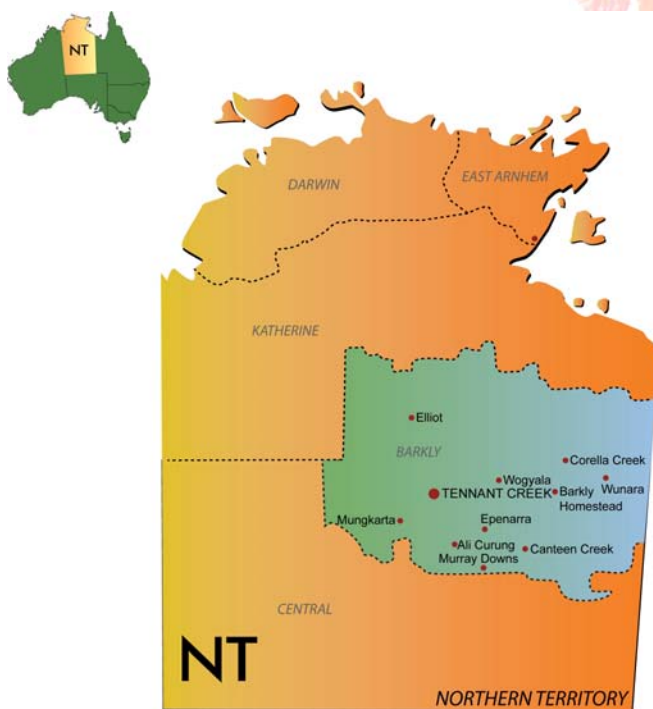 NT
DARWIN
EAST ARNHEM
KATHERINE
Elliot
BARKLY
Corella Creek
Wogyala
Wunara
TENNANT CREEK
Barkly
Homestead
Mungkarta
Epenarra
Ali Curung
Canteen Creek
Murray Downs
CENTRAL
NT
NORTHERN TERRITORY